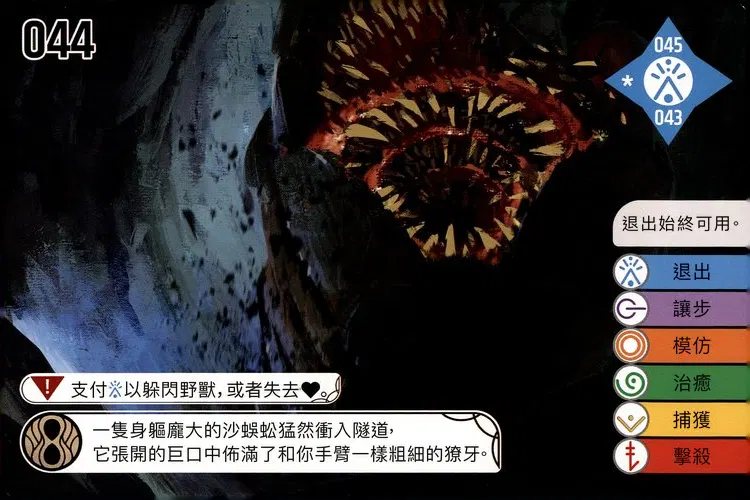 044
045
*
043
退出始終可用。
退出
讓步
模仿
治癒
捕獲
擊殺
! 支付以躲閃野獸，或者失去♥。
一隻身軀龐大的沙蜈蚣猛然衝入隧道，
它張開的巨口中佈滿了和你手臂一樣粗細的獠牙。